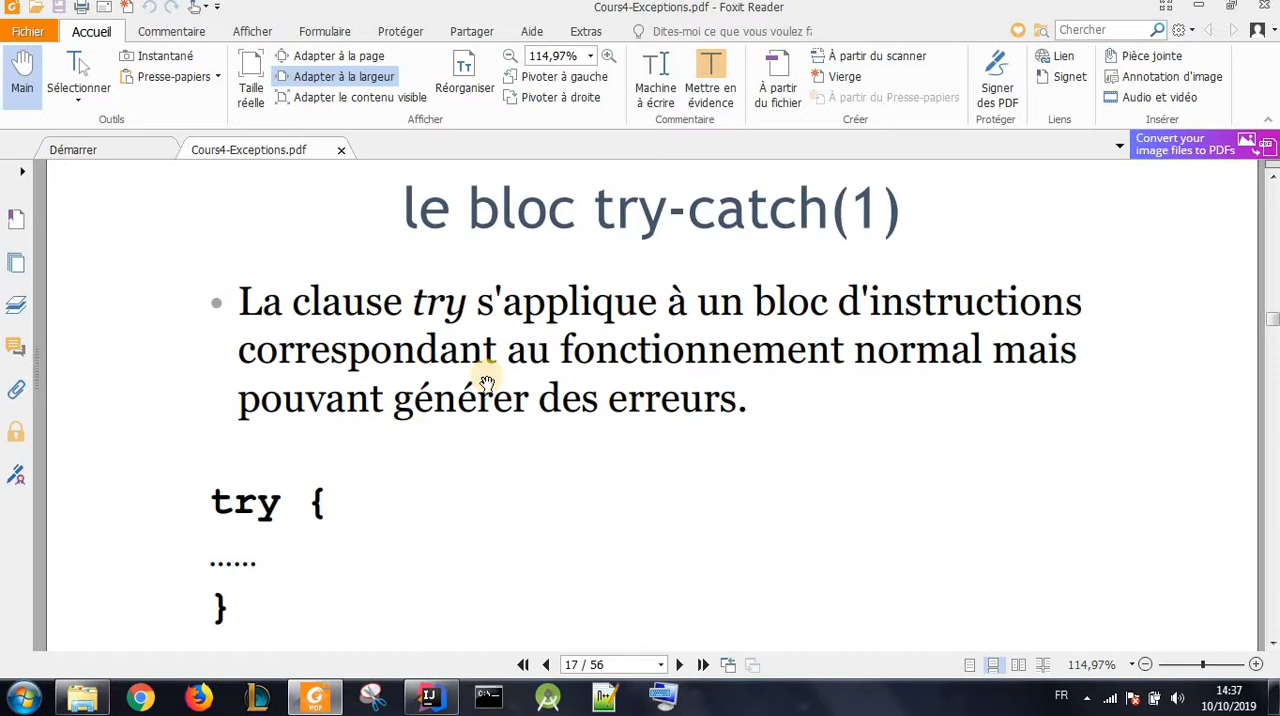 Cours4-Exceptions.pdf - Foxit Reader
Fichier Accueil Commentaire Afficher Formulaire Protéger Partager Aide Extras Dites-moi ce que vous voulez f: Chercher
Main
Sélectionner
Instantané
Presse-papiers
Outils
Taille réelle
Adapter à la page
Adapter à la largeur
Adapter le contenu visible
Réorganiser
114,97%
Pivoter à gauche
Pivoter à droite
Afficher
Machine à écrire
Mettre en évidence
Commentaire
À partir du fichier
À partir du scanner
Vierge
À partir du Presse-papiers
Créer
Signer des PDF
Protéger
Lien
Signet
Liens
Pièce jointe
Annotation d'image
Audio et vidéo
Insérer
Démarrer Cours4-Exceptions.pdf
Convert your
image files to PDFs
le bloc try-catch(1)
• La clause try s'applique à un bloc d'instructions
correspondant au fonctionnement normal mais
pouvant générer des erreurs.
try {
......
}
17 / 56 114,97%
FR 14:37
10/10/2019